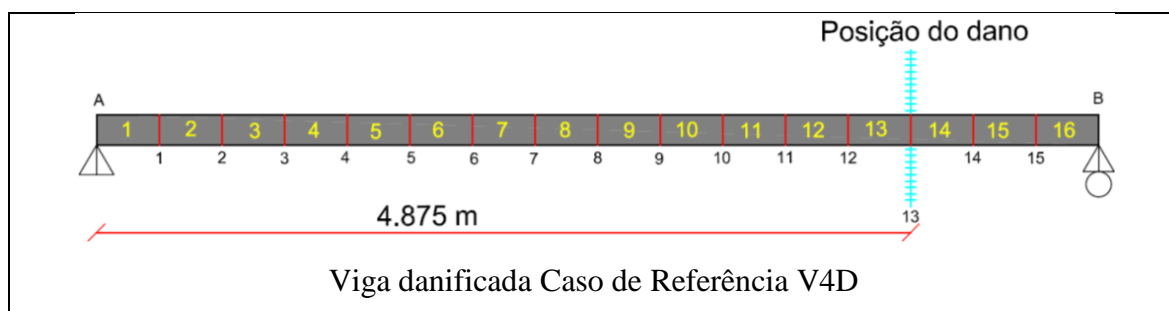 Posição do dano
A B
1 2 3 4 5 6 7 8 9 10 11 12 13 14 15 16
1 2 3 4 5 6 7 8 9 10 11 12 14 15
13
4.875 m
Viga danificada Caso de Referência V4D